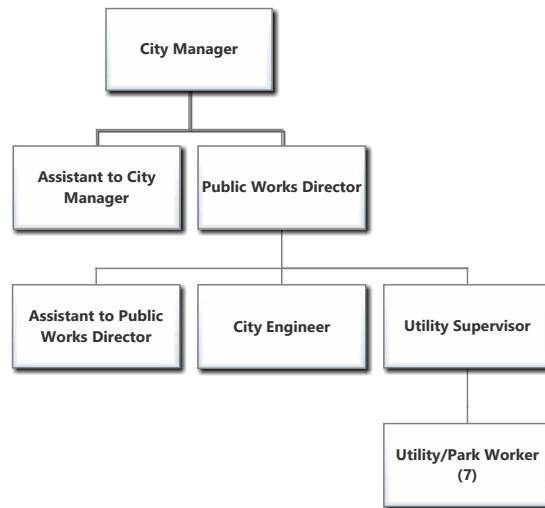 City Manager
Assistant to City
Manager
Public Works Director
Assistant to Public
Works Director
City Engineer
Utility Supervisor
Utility/Park Worker
(7)